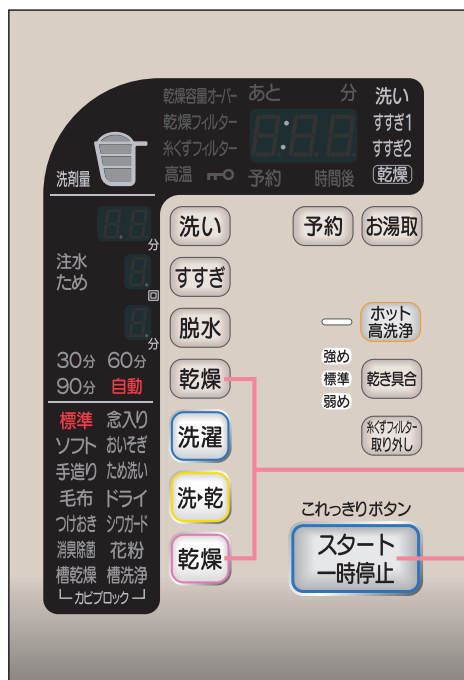 乾燥容量オーバー あと 分 洗い
乾燥フィルター すすぎ1
糸くずフィルター すすぎ2
高温 予約 時間後 乾燥
洗剤量
分
注水
ため
回
分
30分 60分
90分 自動
標準 念入り
ソフト おいそぎ
手造り ため洗い
毛布 ドライ
つけおき シワガード
消臭除菌 花粉
槽乾燥 槽洗浄
カビブロック
洗い
すすぎ
脱水
乾燥
洗濯
洗▶乾
乾燥
予約 お湯取
ホット
高洗浄
強め
標準
弱め
乾き具合
糸くずフィルター
取り外し
これっきりボタン
スタート
一時停止